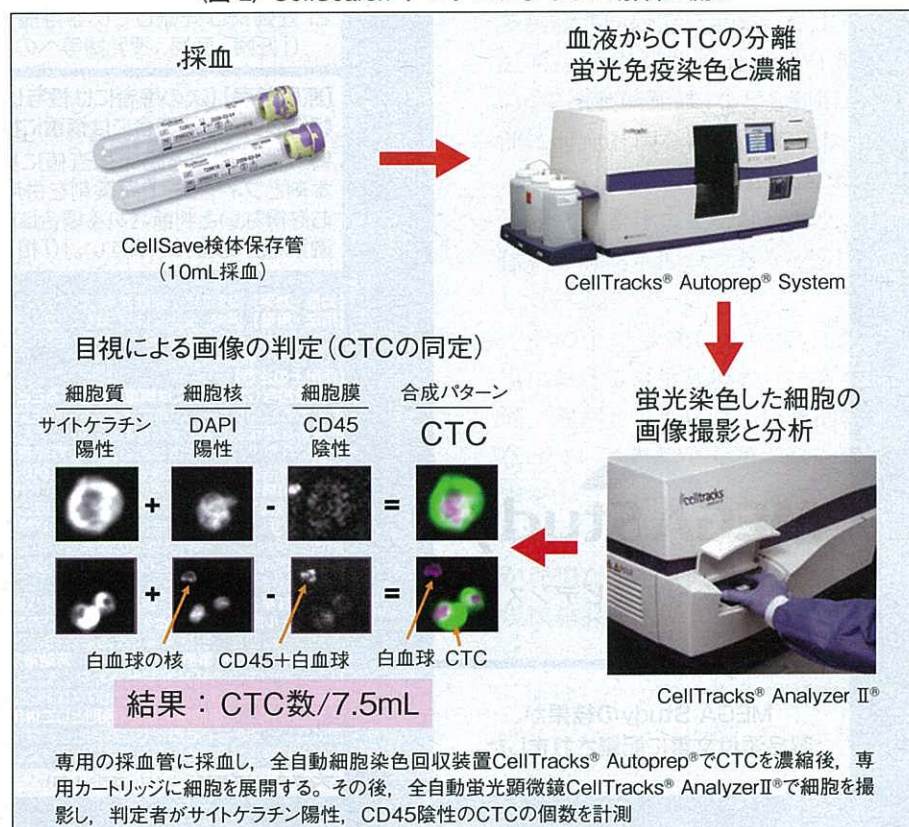 .採血
血液からCTCの分離
蛍光免疫染色と濃縮
celltracks
CellSave検体保存管
(10mL採血)
CellTracks® Autoprep® System
目視による画像の判定(CTCの同定)
細胞質 細胞核 細胞膜 合成パターン
サイトケラチン DAPI CD45 CTC
陽性 陽性 陰性
蛍光染色した細胞の
画像撮影と分析
celltracks
+ - =
+ - =
白血球の核 CD45+白血球 白血球 CTC
結果：CTC数/7.5mL
CellTracks® Analyzer II®
専用の採血管に採血し，全自動細胞染色回収装置CellTracks® Autoprep®でCTCを濃縮後，専
用カートリッジに細胞を展開する。その後，全自動蛍光顕微鏡CellTracks® AnalyzerII®で細胞を撮
影し，判定者がサイトケラチン陽性，CD45陰性のCTCの個数を計測